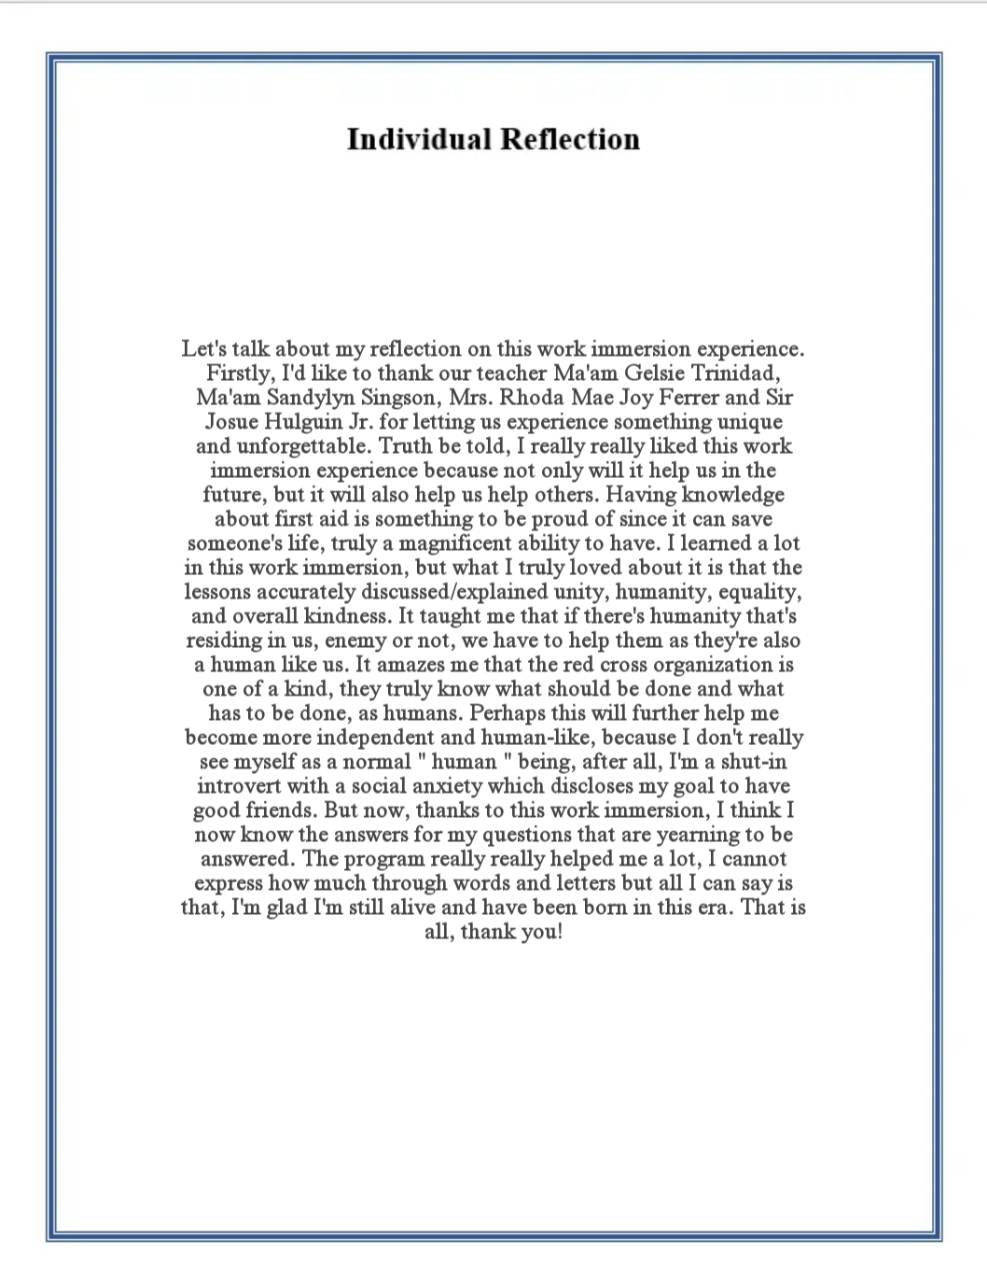 Individual Reflection
Let's talk about my reflection on this work immersion experience.
Firstly, I'd like to thank our teacher Ma'am Gelsie Trinidad,
Ma'am Sandylyn Singson, Mrs. Rhoda Mae Joy Ferrer and Sir
Josue Hulguin Jr. for letting us experience something unique
and unforgettable. Truth be told, I really really liked this work
immersion experience because not only will it help us in the
future, but it will also help us help others. Having knowledge
about first aid is something to be proud of since it can save
someone's life, truly a magnificent ability to have. I learned a lot
in this work immersion, but what I truly loved about it is that the
lessons accurately discussed/explained unity, humanity, equality,
and overall kindness. It taught me that if there's humanity that's
residing in us, enemy or not, we have to help them as they're also
a human like us. It amazes me that the red cross organization is
one of a kind, they truly know what should be done and what
has to be done, as humans. Perhaps this will further help me
become more independent and human-like, because I don't really
see myself as a normal " human " being, after all, I'm a shut-in
introvert with a social anxiety which discloses my goal to have
good friends. But now, thanks to this work immersion, I think I
now know the answers for my questions that are yearning to be
answered. The program really really helped me a lot, I cannot
express how much through words and letters but all I can say is
that, I'm glad I'm still alive and have been born in this era. That is
all, thank you!